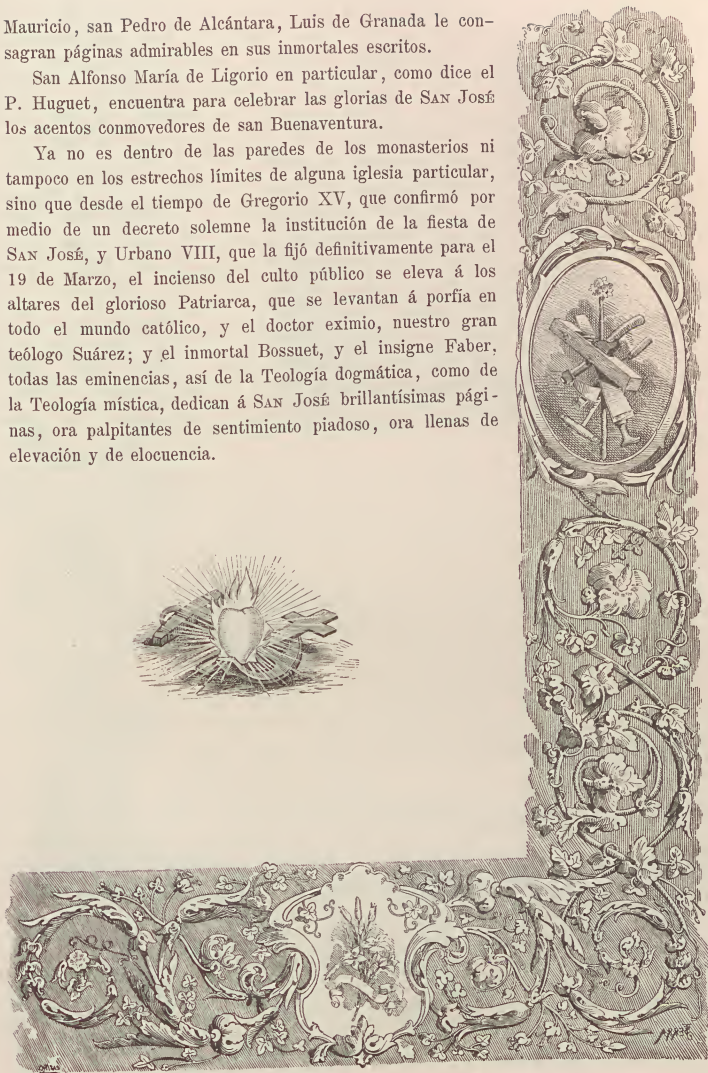 Mauricio, san Pedro de Alcántara, Luis de Granada le con-
sagran páginas admirables en sus inmortales escritos.
San Alfonso María de Ligorio en particular, como dice el
P. Huguet, encuentra para celebrar las glorias de SAN JOSÉ
los acentos conmovedores de san Buenaventura.
Ya no es dentro de las paredes de los monasterios ni
tampoco en los estrechos límites de alguna iglesia particular,
sino que desde el tiempo de Gregorio XV, que confirmó por
medio de un decreto solemne la institución de la fiesta de
SAN JOSÉ, y Urbano VIII, que la fijó definitivamente para el
19 de Marzo, el incienso del culto público se eleva á los
altares del glorioso Patriarca, que se levantan á porfía en
todo el mundo católico, y el doctor eximio, nuestro gran
teólogo Suárez; y el inmortal Bossuet, y el insigne Faber,
todas las eminencias, así de la Teología dogmática, como de
la Teología mística, dedican á SAN JOSÉ brillantísimas pági-
nas, ora palpitantes de sentimiento piadoso, ora llenas de
elevación y de elocuencia.